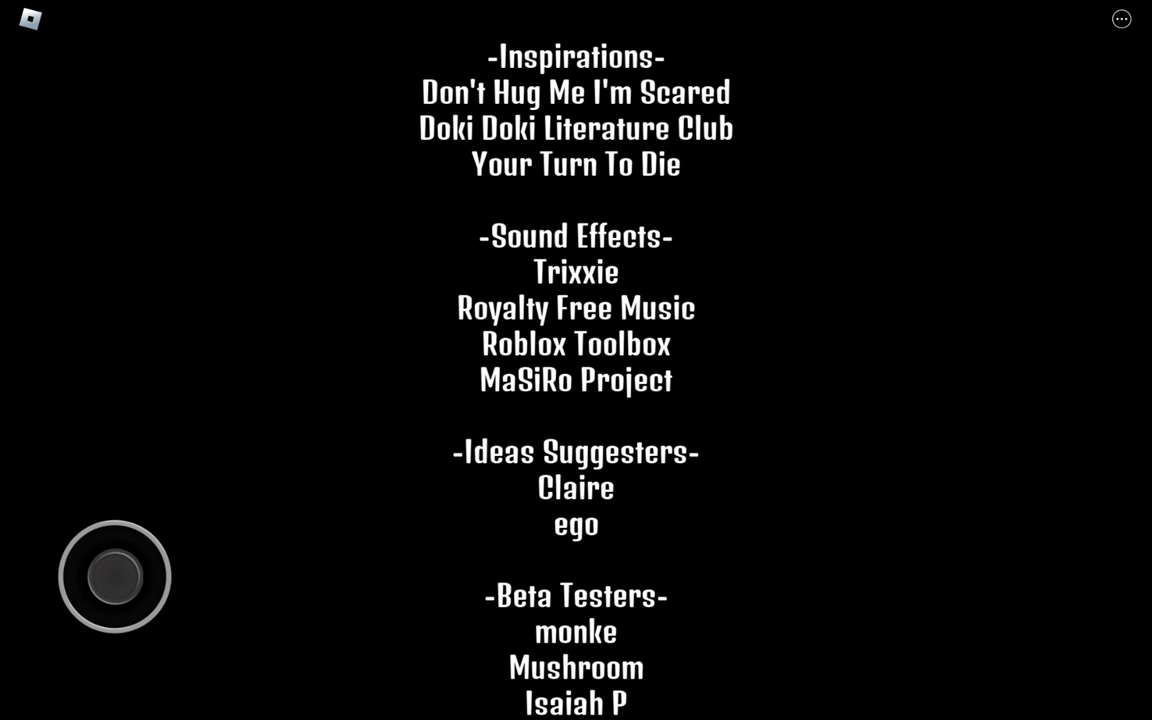 -Inspirations-
Don't Hug Me I'm Scared
Doki Doki Literature Club
Your Turn To Die
-Sound Effects-
Trixxie
Royalty Free Music
Roblox Toolbox
MaSiRo Project
-Ideas Suggesters-
Claire
ego
-Beta Testers-
monke
Mushroom
Isaiah P